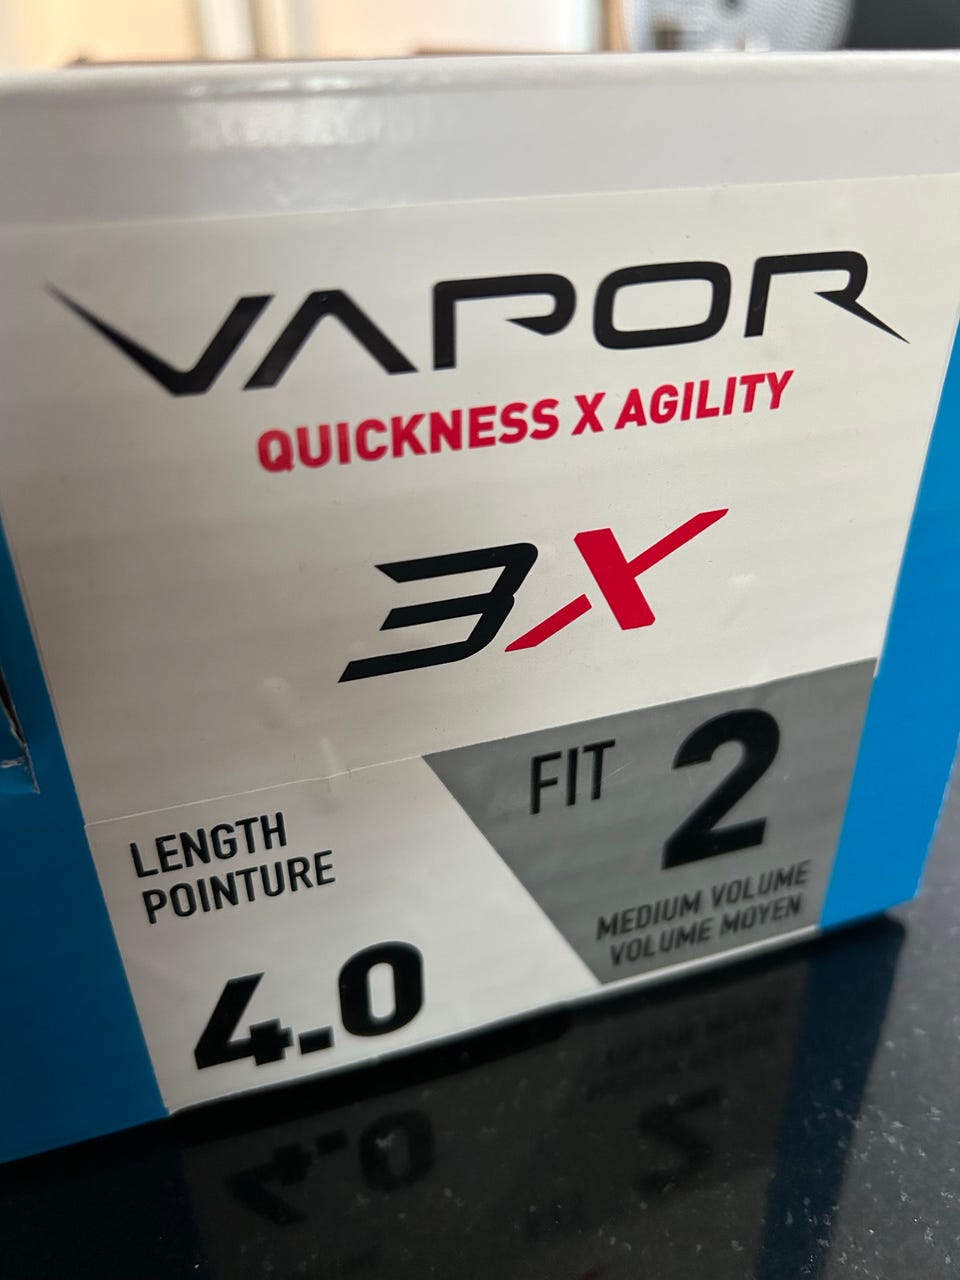 VAPOR
QUICKNESS X AGILITY
3X
FIT 2
MEDIUM VOLUME
VOLUME MOYEN
LENGTH
POINTURE
4.0